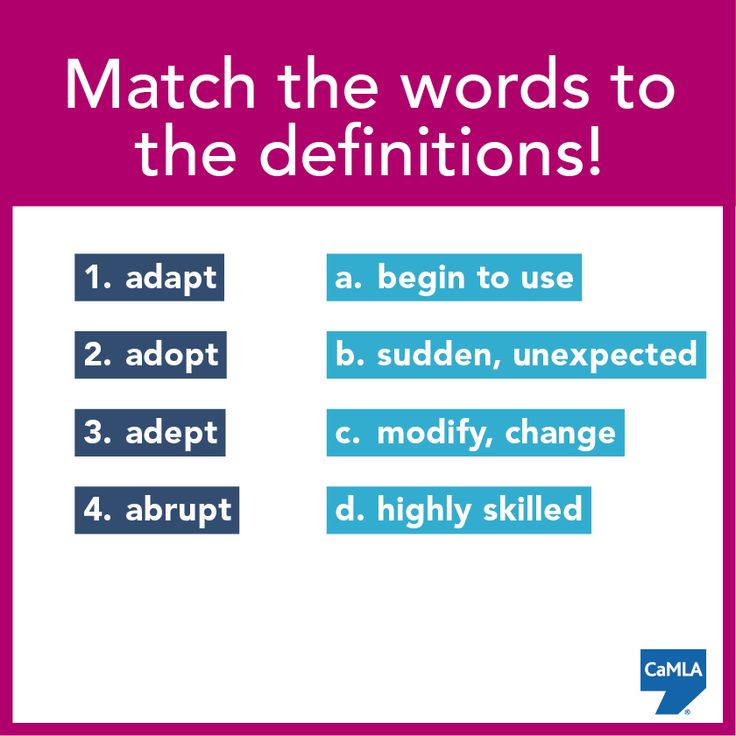 Match the words to
the definitions!
1. adapt
a. begin to use
2. adopt
b. sudden, unexpected
3. adept
c. modify, change
4. abrupt
d. highly skilled
CaMLA
®